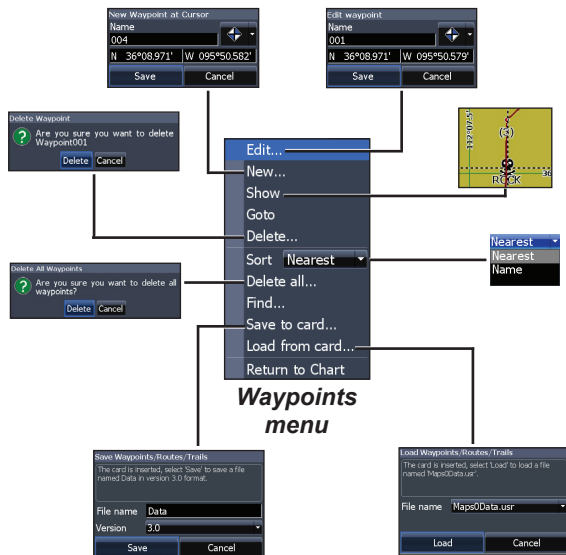 New Waypoint at Cursor
Name
004
N 36°08.971' W 095°50.582'
Save Cancel
Edit waypoint
Name
001
N 36°08.971' W 095°50.579'
Save Cancel
Delete Waypoint
Are you sure you want to delete
Waypoint001
Delete Cancel
112°07.5'
(3)
36
ROCK
Edit...
New...
Show
Goto
Delete...
Sort Nearest
Delete all...
Find...
Save to card...
Load from card...
Return to Chart
Nearest
Nearest
Name
Delete All Waypoints
Are you sure you want to delete all
waypoints?
Delete Cancel
Waypoints
menu
Save Waypoints/Routes/Trails
The card is inserted, select 'Save' to save a file
named Data in version 3.0 format.
File name Data
Version 3.0
Save Cancel
Load Waypoints/Routes/Trails
The card is inserted, select 'Load' to load a file
named 'Maps0Data.usr'.
File name Maps0Data.usr
Load Cancel